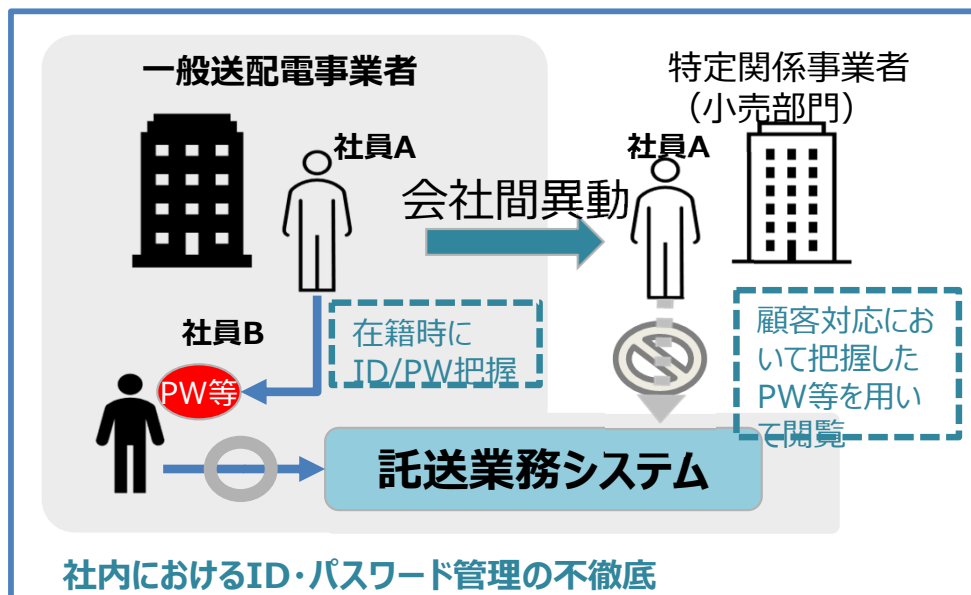 一般送配電事業者
特定関係事業者
（小売部門）
社員A
社員A
会社間異動
社員B
在籍時に
ID/PW把握
PW等
顧客対応にお
いて把握した
PW等を用い
て閲覧
託送業務システム
社内におけるID・パスワード管理の不徹底